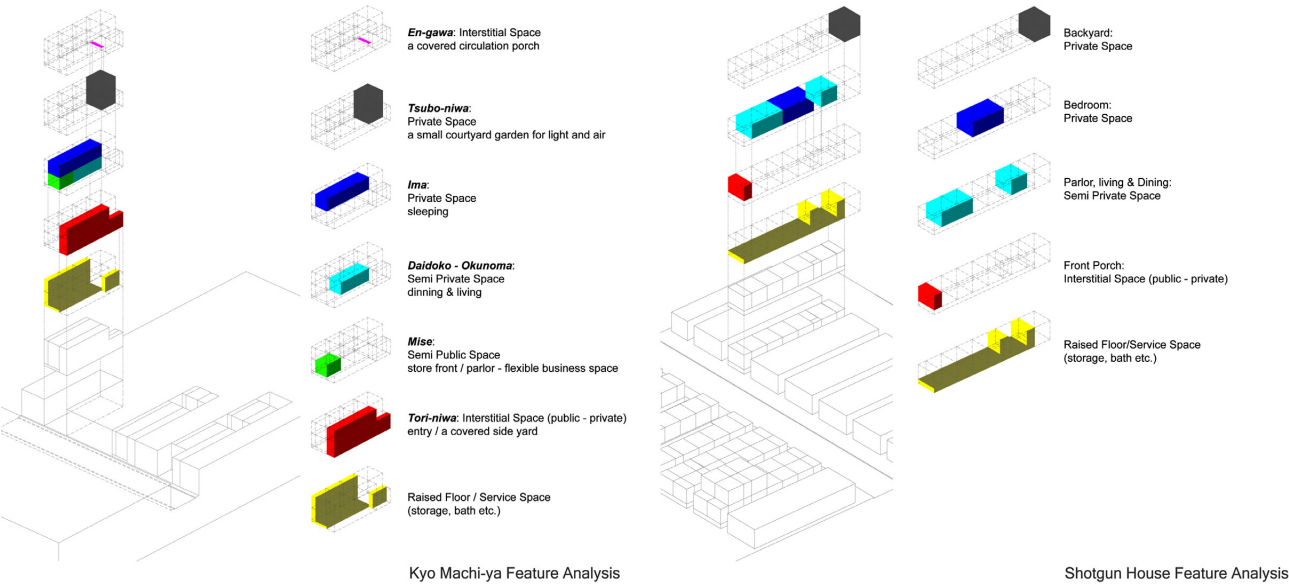 En-gawa: Interstitial Space
a covered circulation porch
Tsubo-niwa:
Private Space
a small courtyard garden for light and air
Ima:
Private Space
sleeping
Daidoko - Okunoma:
Semi Private Space
dinning & living
Mise:
Semi Public Space
store front / parlor - flexible business space
Tori-niwa: Interstitial Space (public - private)
entry / a covered side yard
Raised Floor / Service Space
(storage, bath etc.)
Kyo Machi-ya Feature Analysis
Backyard:
Private Space
Bedroom:
Private Space
Parlor, living & Dining:
Semi Private Space
Front Porch:
Interstitial Space (public - private)
Raised Floor/Service Space
(storage, bath etc.)
Shotgun House Feature Analysis